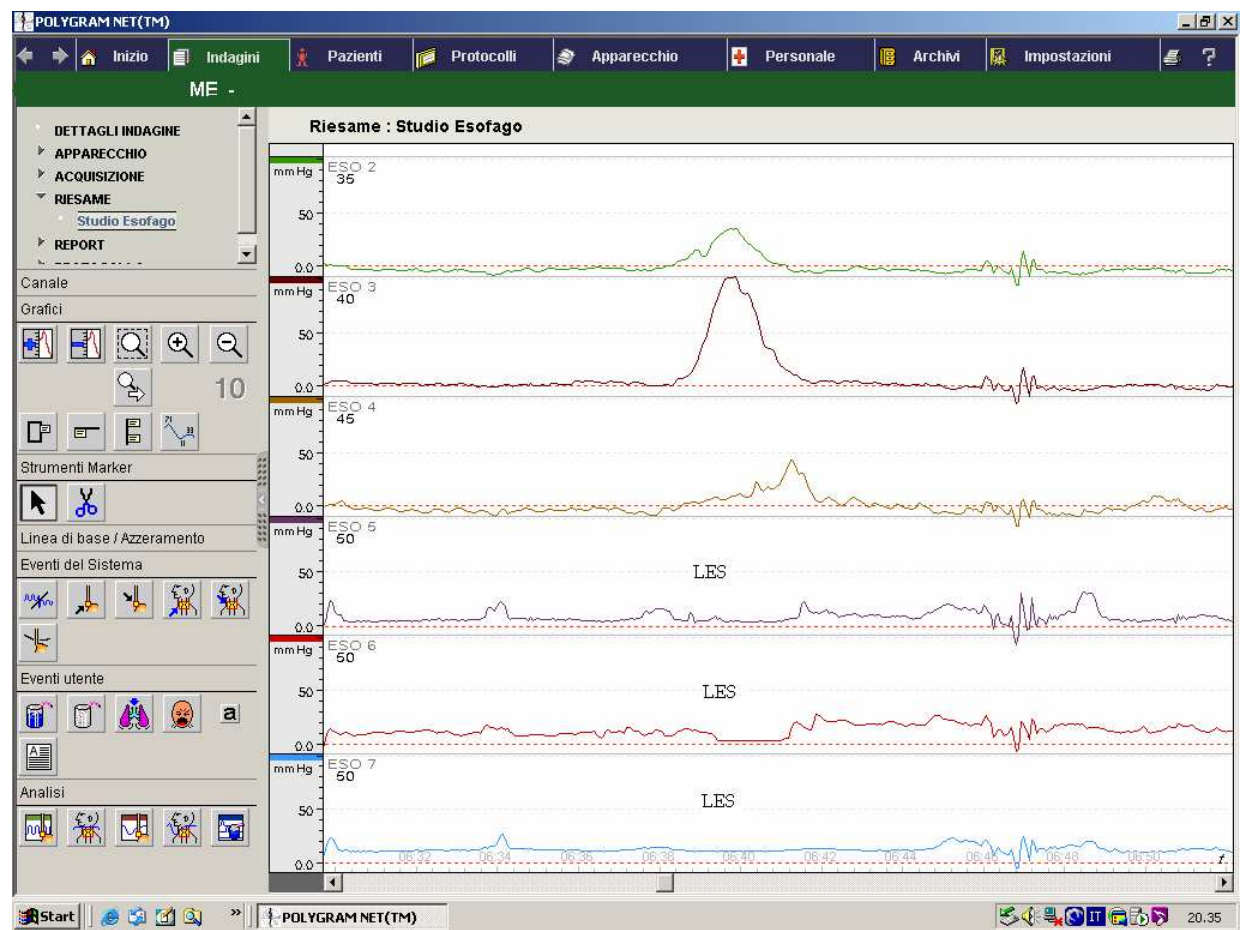 POLYGRAM NET(TM)
Inizio Indagini Pazienti Protocolli Apparecchio Personale Archivi Impostazioni ?
ME -
DETTAGLI INDAGINE
APPARECCHIO
ACQUISIZIONE
RIESAME
Studio Esofago
REPORT
Canale
Grafici
10
Strumenti Marker
Linea di base / Azzeramento
Eventi del Sistema
Eventi utente
a
Analisi
Riesame : Studio Esofago
mmHg ESO 2
35
50
0.0
mmHg ESO 3
40
50
0.0
mmHg ESO 4
45
50
0.0
mmHg ESO 5
50
LES
50
0.0
mmHg ESO 6
50
LES
50
0.0
mmHg ESO 7
50
LES
50
06:32 06:34 06:36 06:38 06:40 06:42 06:44 06:46 06:48 06:50 t
0.0
Start » POLYGRAM NET(TM) IT 20.35